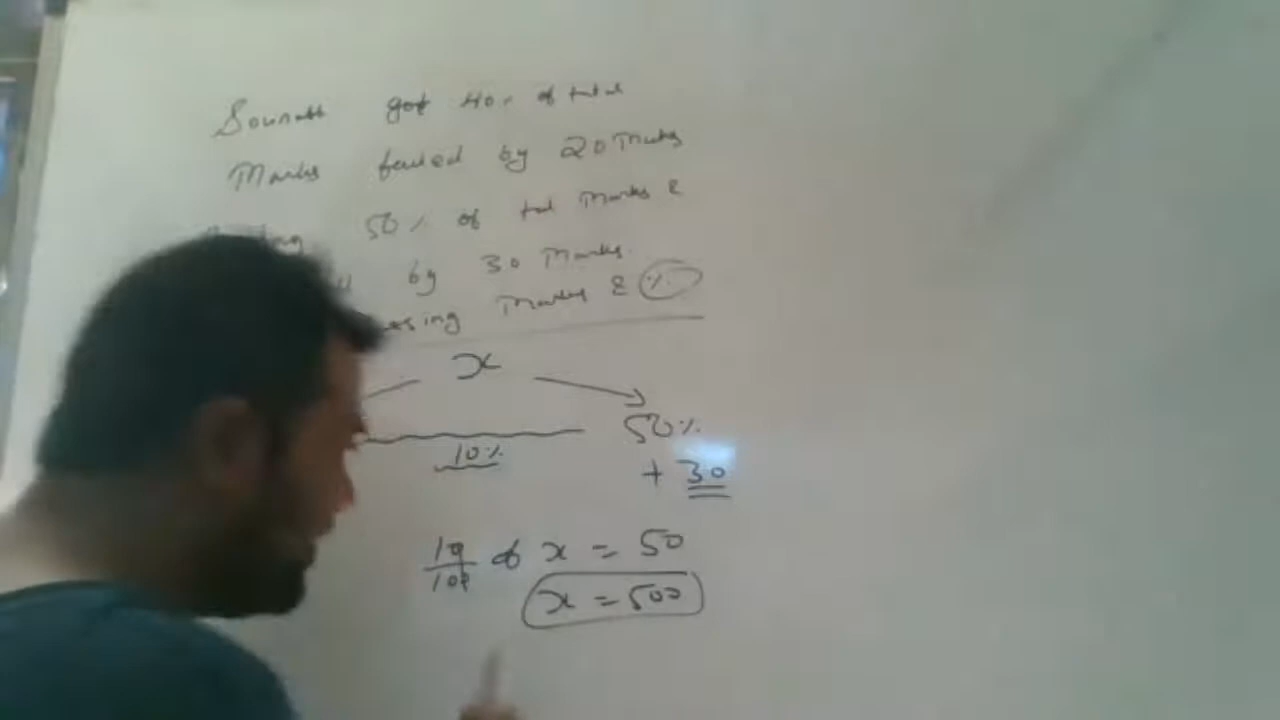 got 40% of total
Marks failed by 20 Marks
50% of total Marks &
by 30 Marks.
Marks & %
x
50%
10%
+ 30
10/100 of x = 50
x = 500